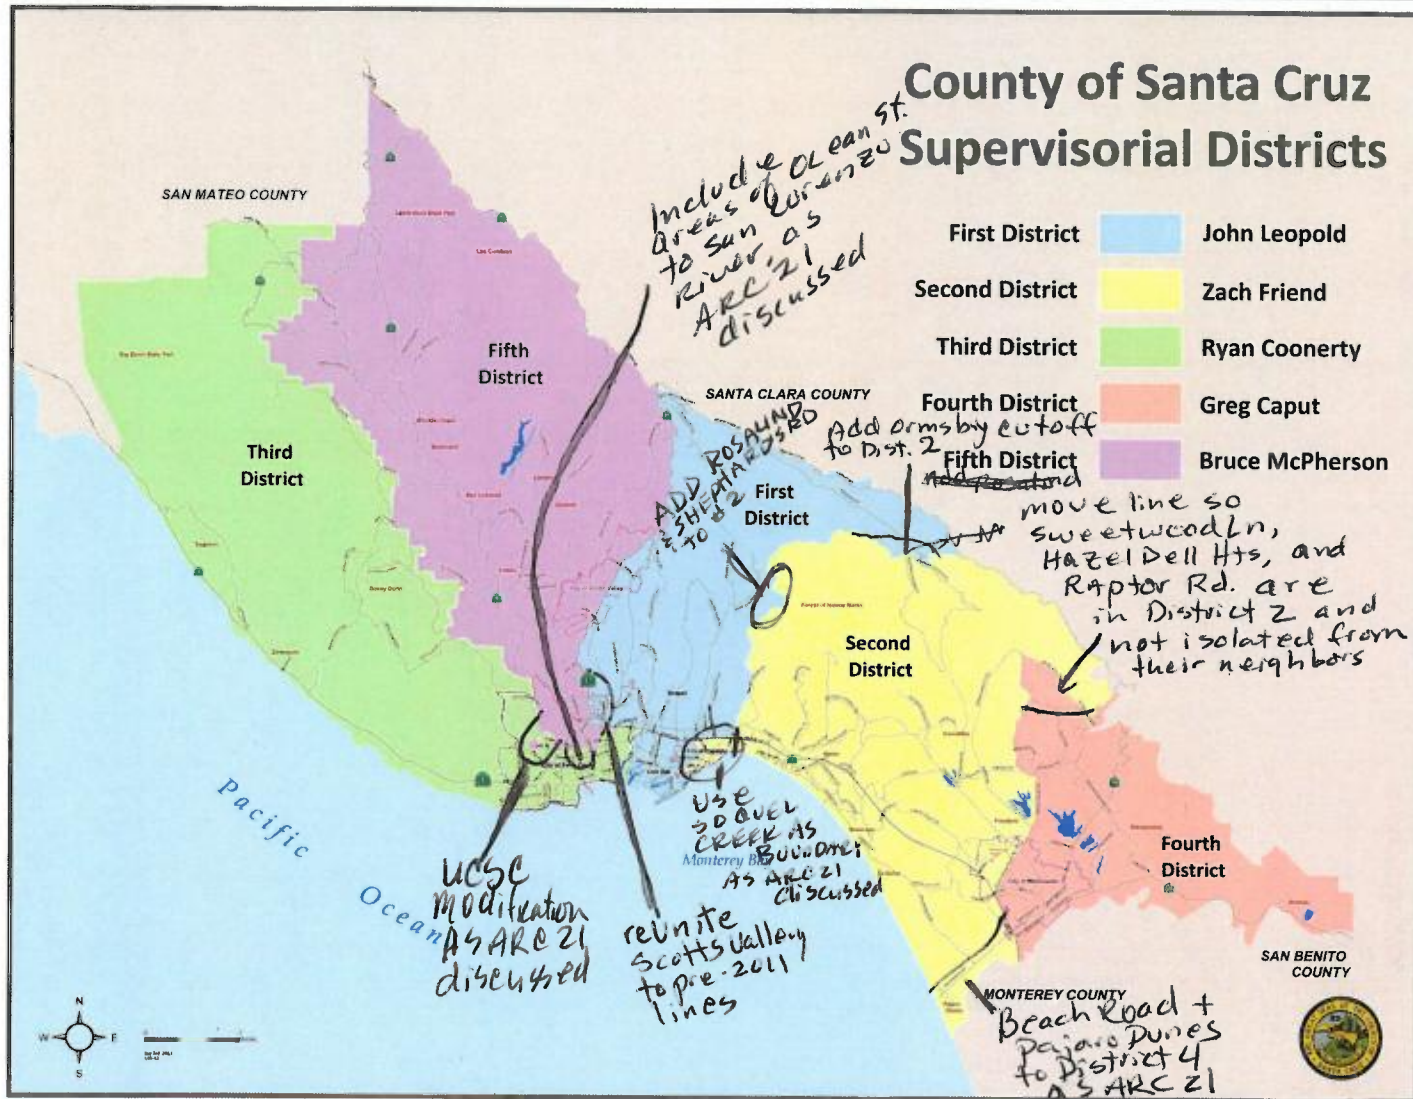 County of Santa Cruz
Supervisorial Districts
First District John Leopold
Second District Zach Friend
Third District Ryan Coonerty
Fourth District Greg Caput
Fifth District Bruce McPherson
SAN MATEO COUNTY
SANTA CLARA COUNTY
SAN BENITO
COUNTY
MONTEREY COUNTY
Fifth
District
Third
District
First
District
Second
District
Fourth
District
Pacific
Ocean
Monterey Bay
Include
areas of Ocean St.
to San Lorenzo
River, as
ARC 21
discussed
ADD ROSALIND
& SHEPHARDS RD
TO #2
Add Ormsby cutoff
to Dist. 2
move line so
sweetwood Ln,
Hazel Dell Hts, and
RAptor Rd. are
in District 2 and
not isolated from
their neighbors
UCSC
Modification
AS ARC 21
discussed
reunite
Scotts Valley
to pre-2011
lines
USE
SOQUEL
CREEK AS
BOUNDARY
AS ARC 21
discussed
Beach Road +
Pajaro Dunes
to District 4
AS ARC 21
N
W E
S